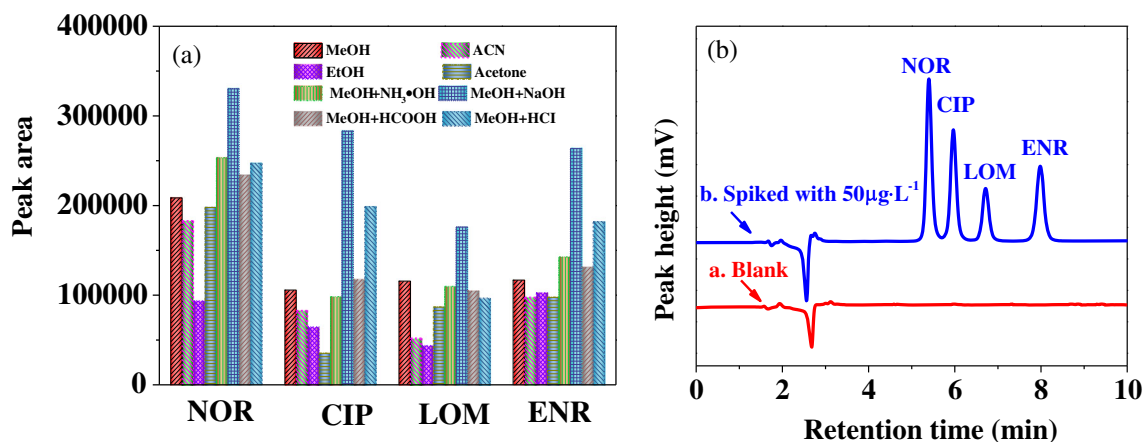 (a)
Peak area
400000
300000
200000
100000
0
MeOH
ACN
EtOH
Acetone
MeOH+NH₃•OH
MeOH+NaOH
MeOH+HCOOH
MeOH+HCI
NOR
CIP
LOM
ENR
(b)
Peak height (mV)
NOR
CIP
LOM
ENR
b. Spiked with 50µg·L⁻¹
a. Blank
0
2
4
6
8
10
Retention time (min)